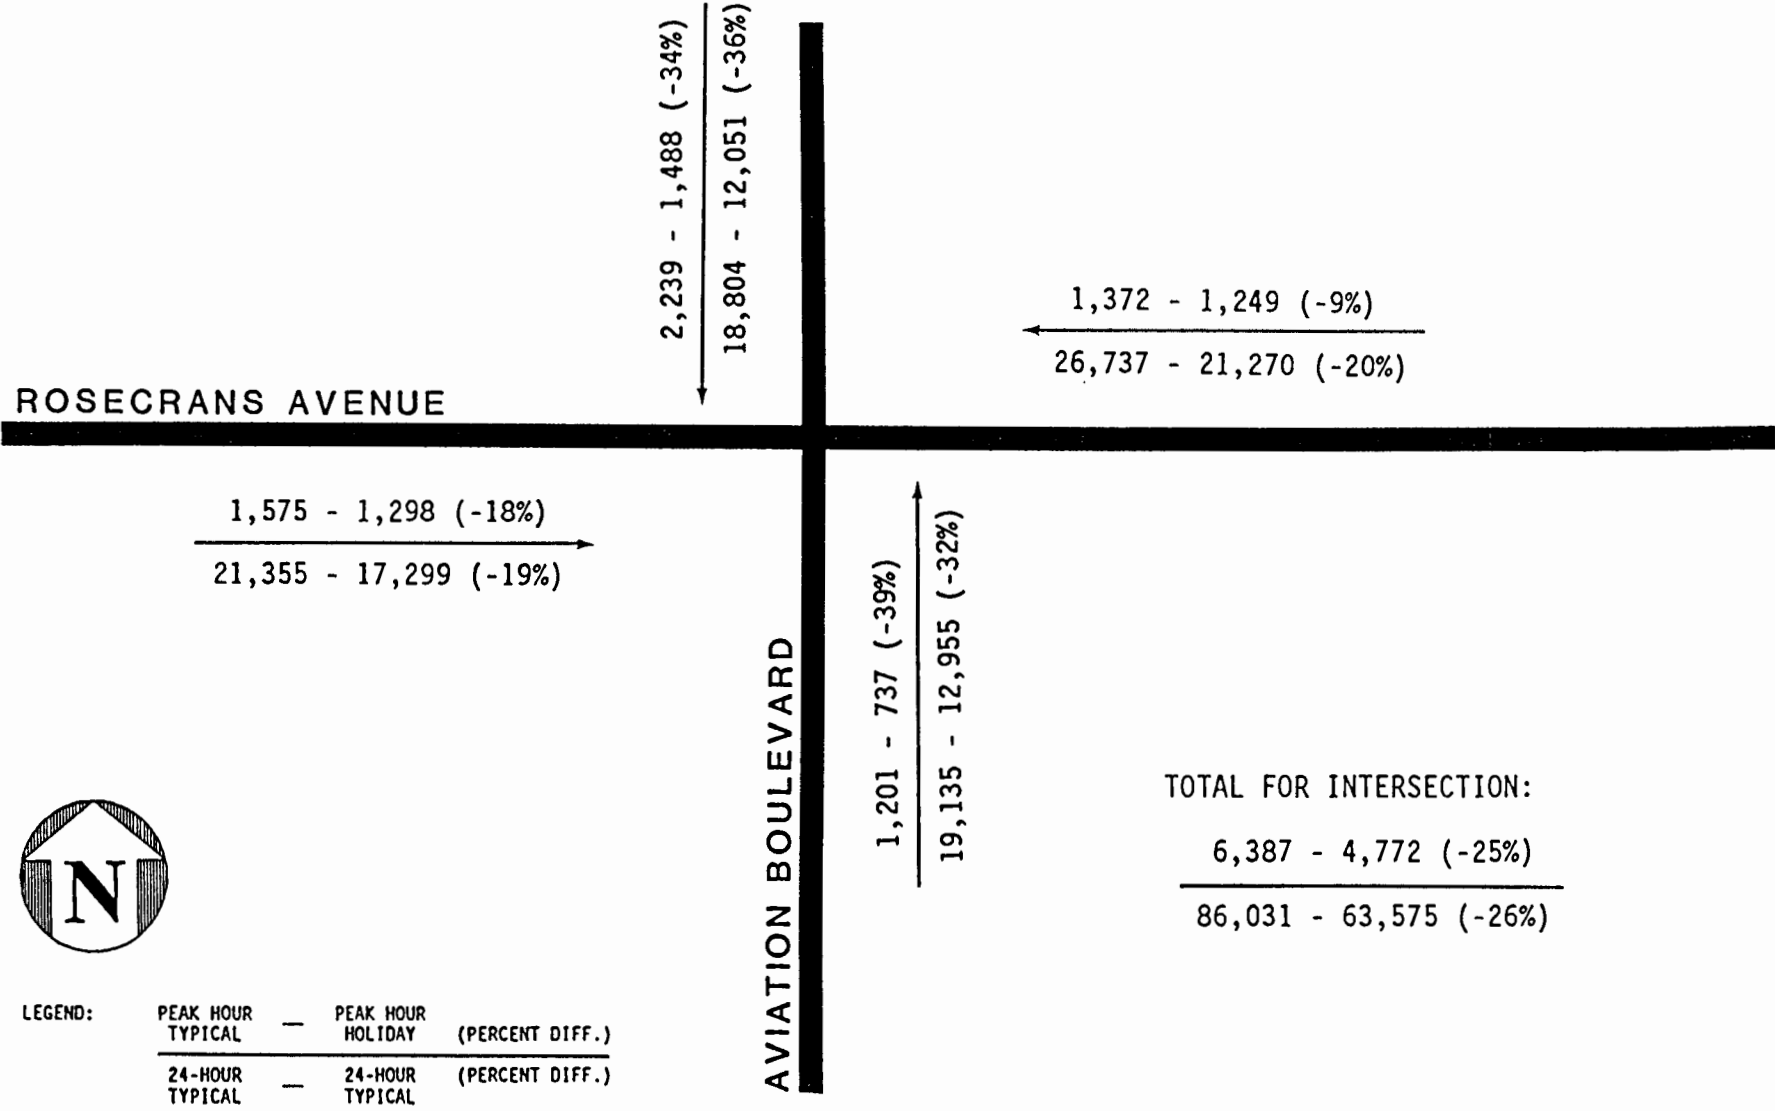 2,239 - 1,488 (-34%)
18,804 - 12,051 (-36%)
1,372 - 1,249 (-9%)
26,737 - 21,270 (-20%)
ROSECRANS AVENUE
1,575 - 1,298 (-18%)
21,355 - 17,299 (-19%)
1,201 - 737 (-39%)
19,135 - 12,955 (-32%)
AVIATION BOULEVARD
TOTAL FOR INTERSECTION:
6,387 - 4,772 (-25%)
86,031 - 63,575 (-26%)
N
LEGEND:
PEAK HOUR TYPICAL — PEAK HOUR HOLIDAY (PERCENT DIFF.)
24-HOUR TYPICAL — 24-HOUR TYPICAL (PERCENT DIFF.)